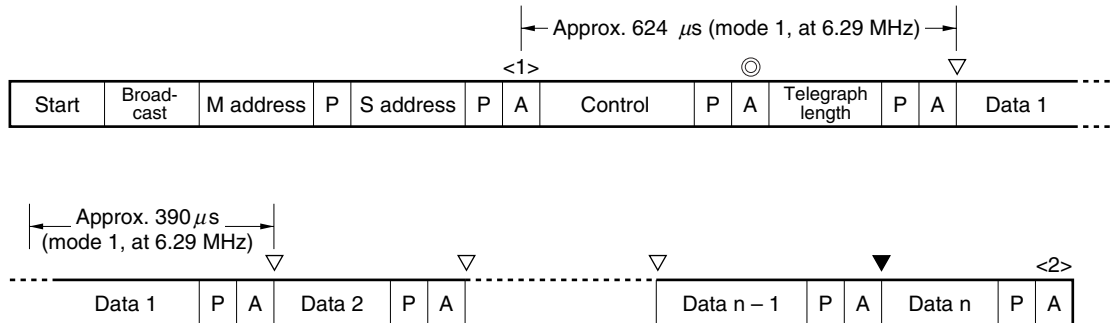 Approx. 624 μs (mode 1, at 6.29 MHz)
<1>
Start Broad-cast M address P S address P A Control P A Telegraph length P A Data 1
Approx. 390 μs
(mode 1, at 6.29 MHz)
<2>
Data 1 P A Data 2 P A Data n – 1 P A Data n P A